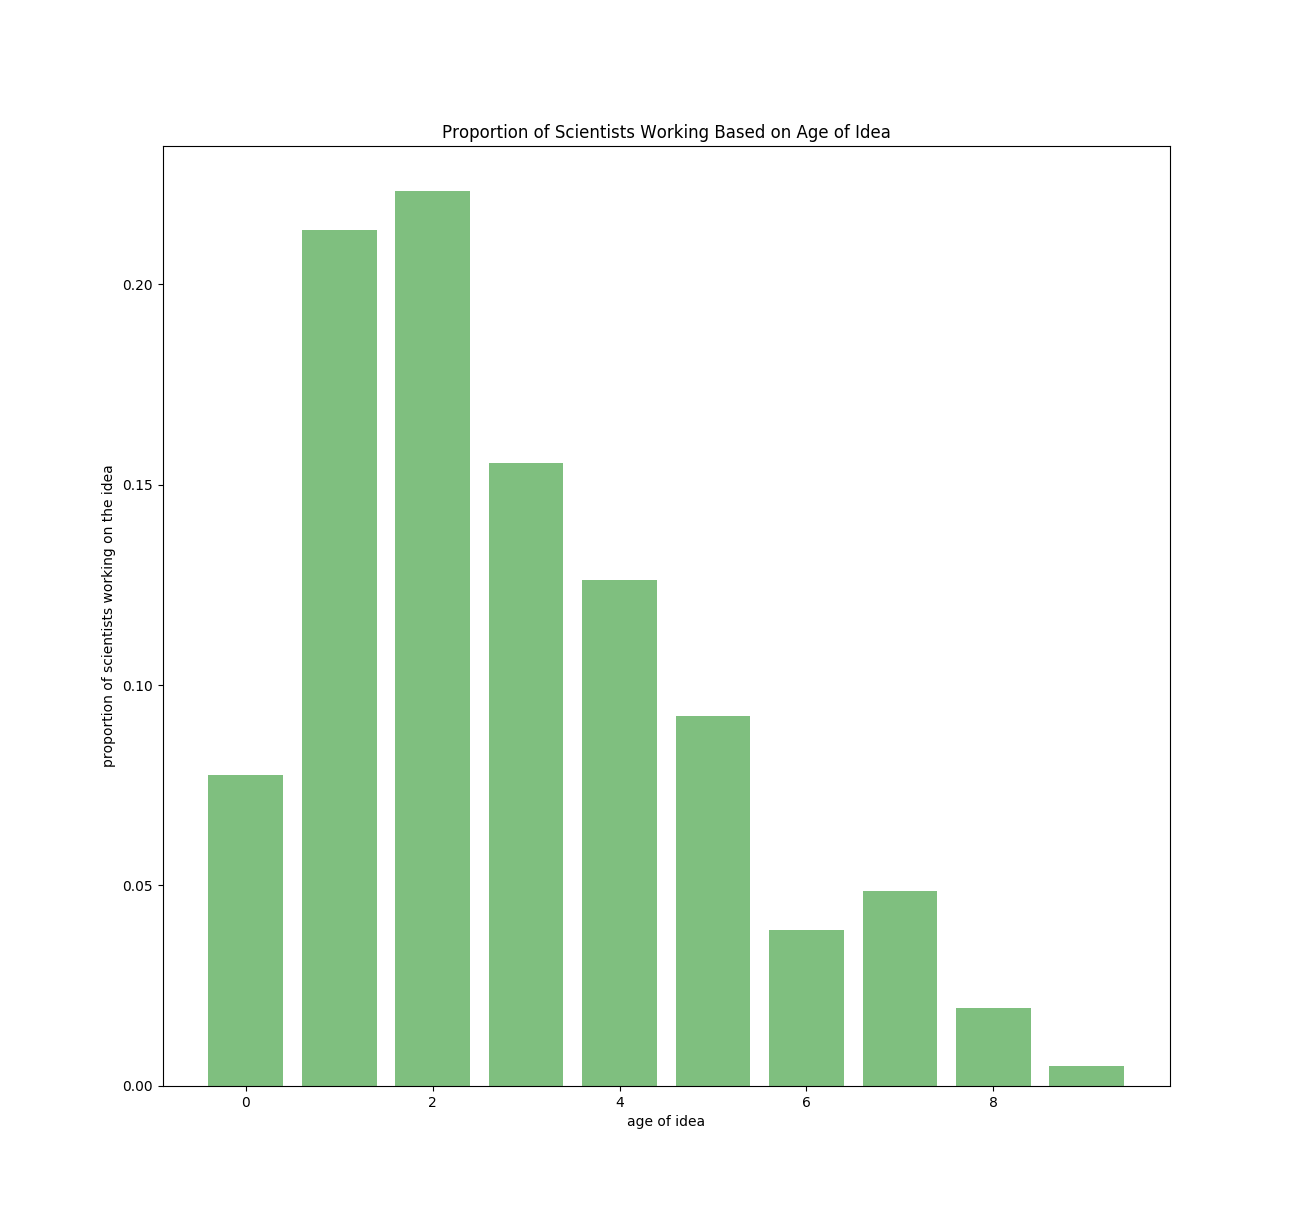 Proportion of Scientists Working Based on Age of Idea
proportion of scientists working on the idea
0.20
0.15
0.10
0.05
0.00
0 2 4 6 8
age of idea